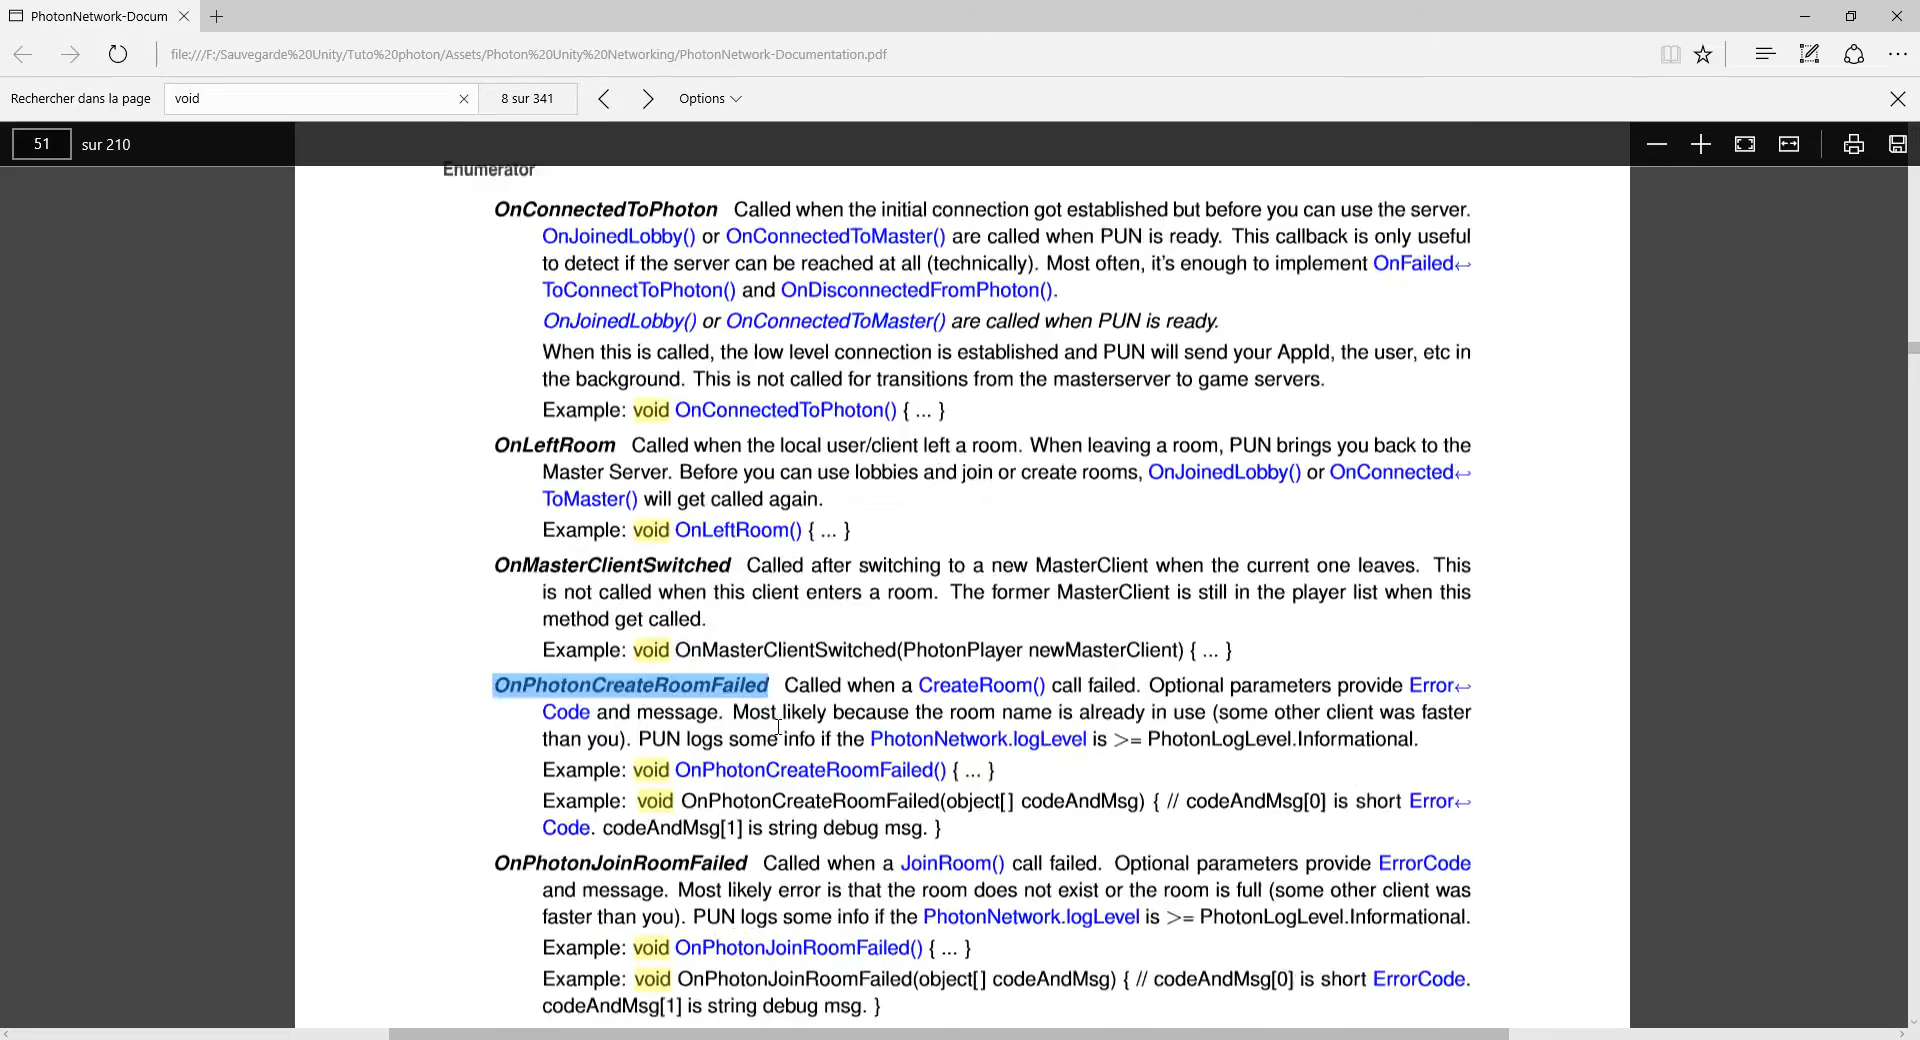 PhotonNetwork-Docum
file:///F:/Sauvegarde%20Unity/Tuto%20photon/Assets/Photon%20Unity%20Networking/PhotonNetwork-Documentation.pdf
Rechercher dans la page void 8 sur 341 Options
51 sur 210
Enumerator
OnConnectedToPhoton Called when the initial connection got established but before you can use the server.
OnJoinedLobby() or OnConnectedToMaster() are called when PUN is ready. This callback is only useful
to detect if the server can be reached at all (technically). Most often, it's enough to implement OnFailed↩
ToConnectToPhoton() and OnDisconnectedFromPhoton().
OnJoinedLobby() or OnConnectedToMaster() are called when PUN is ready.
When this is called, the low level connection is established and PUN will send your AppId, the user, etc in
the background. This is not called for transitions from the masterserver to game servers.
Example: void OnConnectedToPhoton() { ... }
OnLeftRoom Called when the local user/client left a room. When leaving a room, PUN brings you back to the
Master Server. Before you can use lobbies and join or create rooms, OnJoinedLobby() or OnConnected↩
ToMaster() will get called again.
Example: void OnLeftRoom() { ... }
OnMasterClientSwitched Called after switching to a new MasterClient when the current one leaves. This
is not called when this client enters a room. The former MasterClient is still in the player list when this
method get called.
Example: void OnMasterClientSwitched(PhotonPlayer newMasterClient) { ... }
OnPhotonCreateRoomFailed Called when a CreateRoom() call failed. Optional parameters provide Error↩
Code and message. Most likely because the room name is already in use (some other client was faster
than you). PUN logs some info if the PhotonNetwork.logLevel is >= PhotonLogLevel.Informational.
Example: void OnPhotonCreateRoomFailed() { ... }
Example: void OnPhotonCreateRoomFailed(object[] codeAndMsg) { // codeAndMsg[0] is short Error↩
Code. codeAndMsg[1] is string debug msg. }
OnPhotonJoinRoomFailed Called when a JoinRoom() call failed. Optional parameters provide ErrorCode
and message. Most likely error is that the room does not exist or the room is full (some other client was
faster than you). PUN logs some info if the PhotonNetwork.logLevel is >= PhotonLogLevel.Informational.
Example: void OnPhotonJoinRoomFailed() { ... }
Example: void OnPhotonJoinRoomFailed(object[] codeAndMsg) { // codeAndMsg[0] is short ErrorCode.
codeAndMsg[1] is string debug msg. }